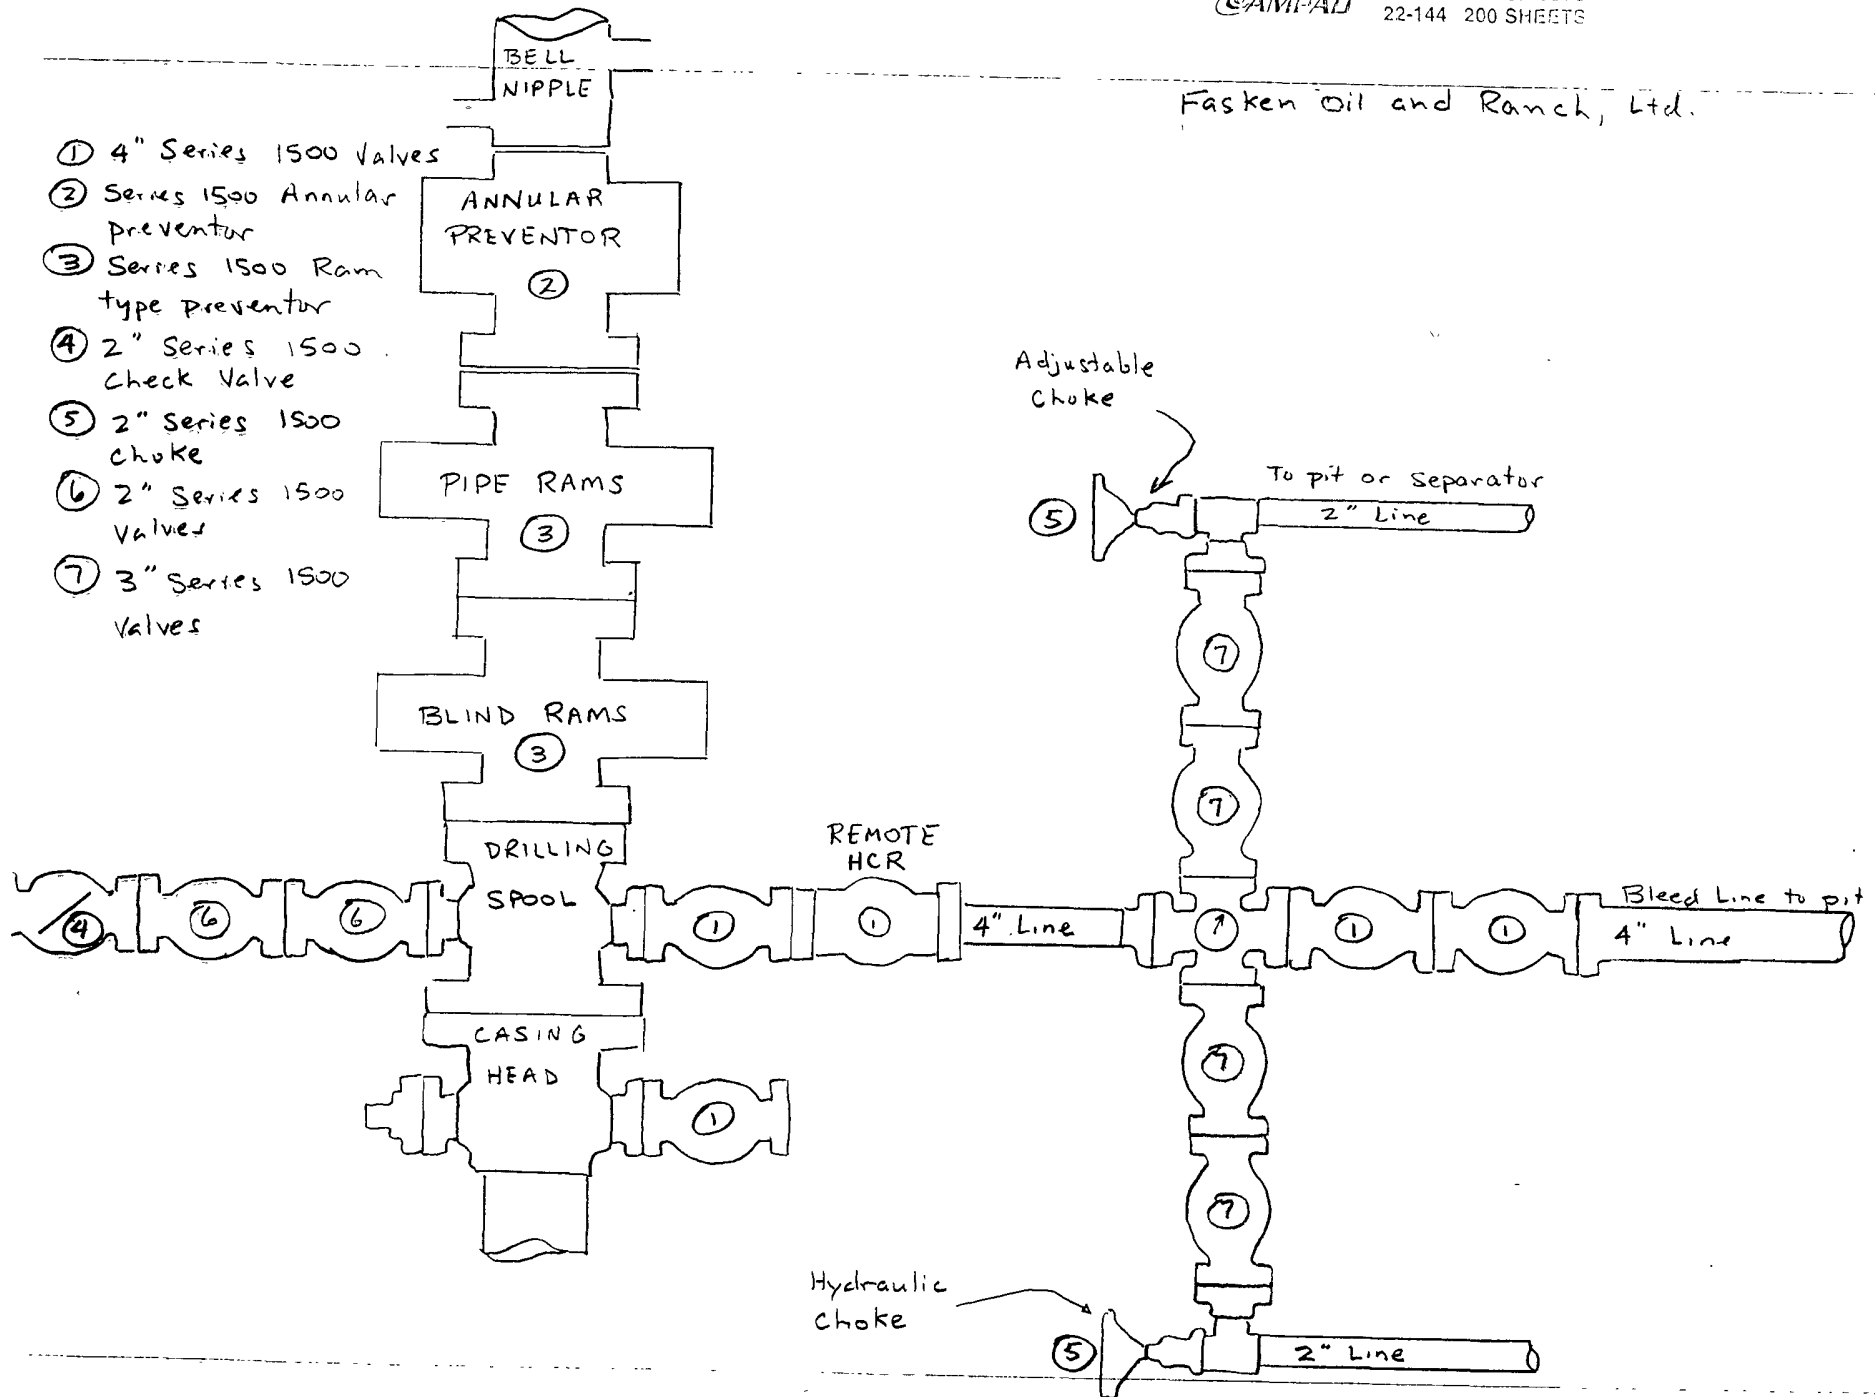 CAMPAD 22-144 200 SHEETS
Fasken Oil and Ranch, Ltd.
① 4" Series 1500 Valves
② Series 1500 Annular
preventor
③ Series 1500 Ram
type preventor
④ 2" Series 1500
Check Valve
⑤ 2" Series 1500
choke
⑥ 2" Series 1500
Valves
⑦ 3" Series 1500
Valves
BELL
NIPPLE
ANNULAR
PREVENTOR
②
PIPE RAMS
③
BLIND RAMS
③
DRILLING
SPOOL
④ ⑥ ⑥
①
REMOTE
HCR
①
4" Line
① ①
Bleed Line to pit
4" Line
CASING
HEAD
①
Adjustable
Choke
⑤
To pit or separator
2" Line
⑦
⑦
⑦
⑦
Hydraulic
Choke
⑤
2" Line